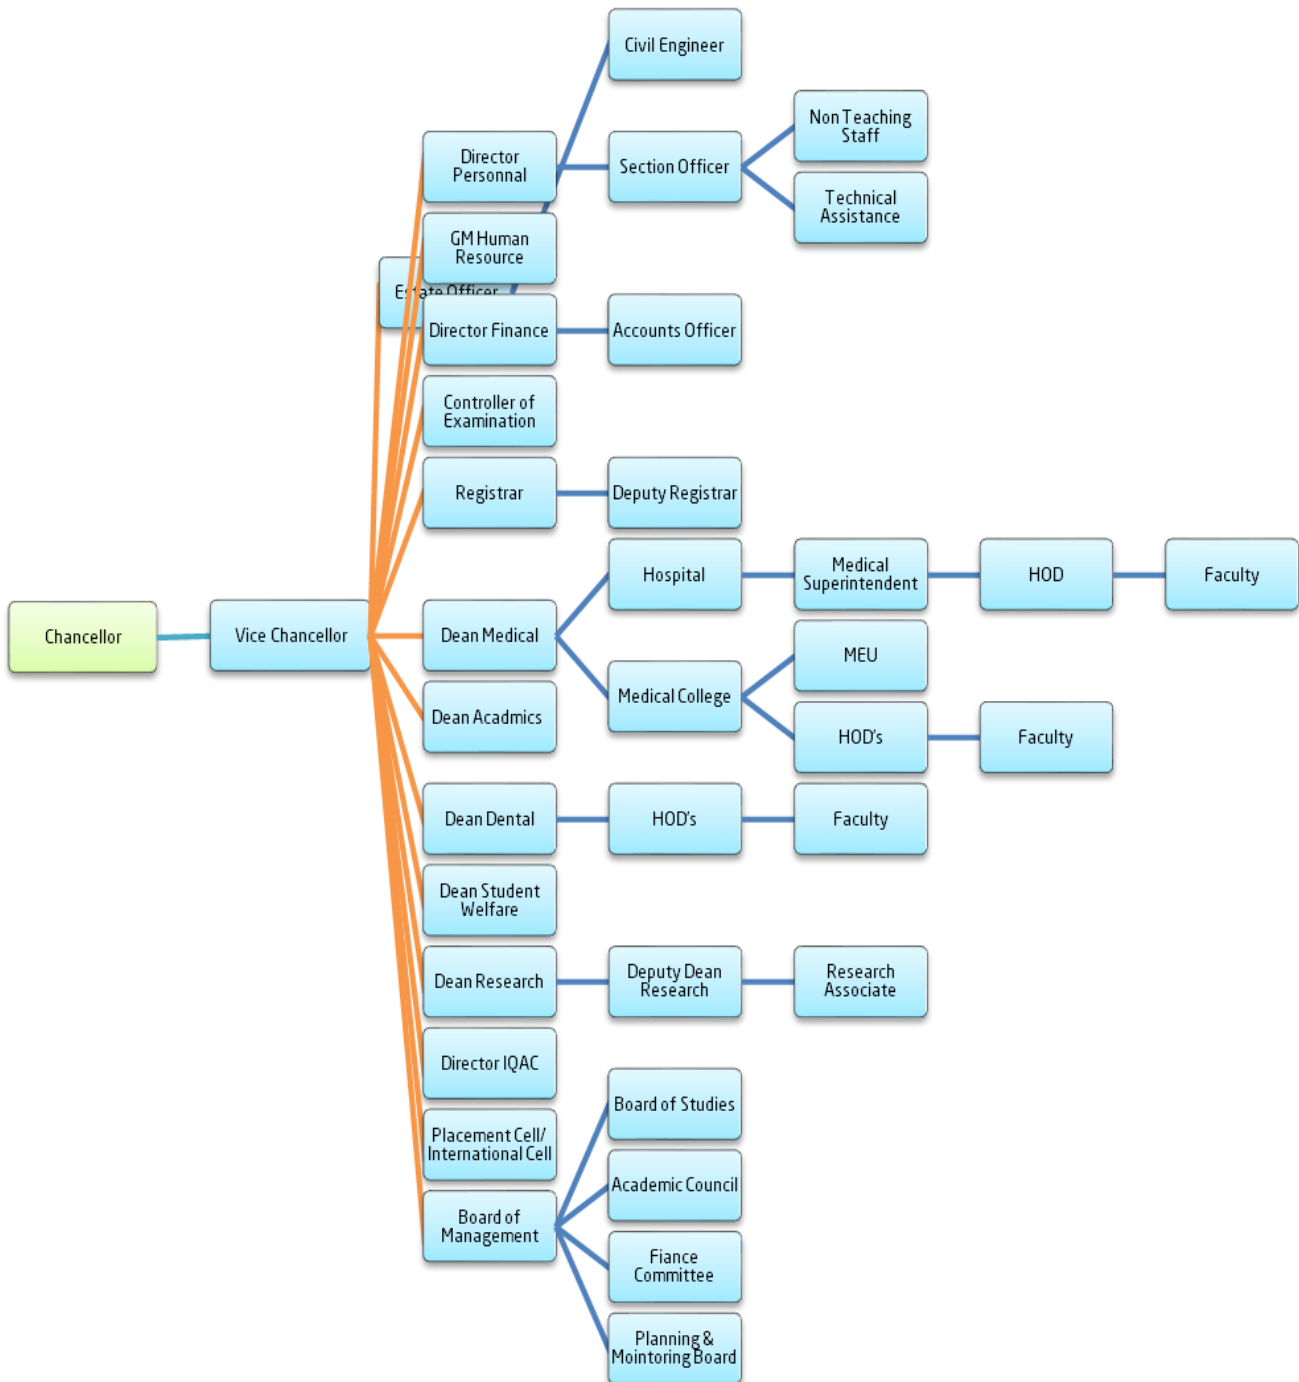 Civil Engineer
Non Teaching
Staff
Director
Personnal
Section Officer
Technical
Assistance
GM Human
Resource
Estate Officer
Director Finance
Accounts Officer
Controller of
Examination
Registrar
Deputy Registrar
Hospital
Medical
Superintendent
HOD
Faculty
Chancellor
Vice Chancellor
Dean Medical
MEU
Medical College
Dean Acadmics
HOD's
Faculty
Dean Dental
HOD's
Faculty
Dean Student
Welfare
Dean Research
Deputy Dean
Research
Research
Associate
Director IQAC
Board of Studies
Placement Cell/
International Cell
Academic Council
Board of
Management
Fiance
Committee
Planning &
Mointoring Board